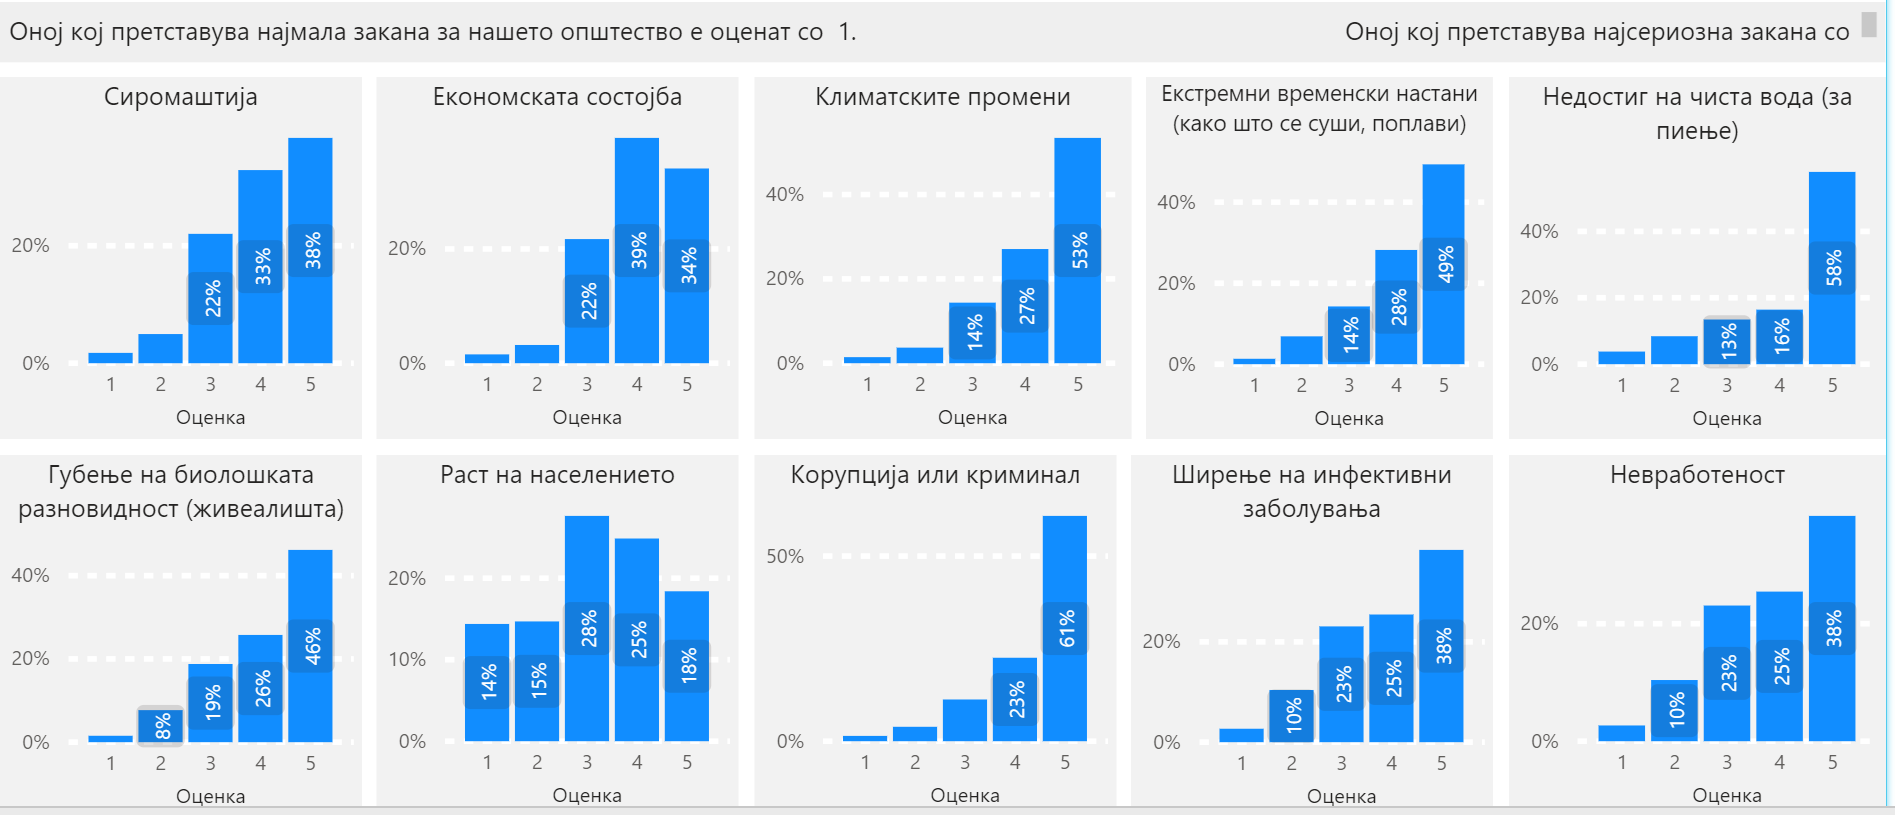 Оној кој претставува најмала закана за нашето општество е оценат со  1.
Оној кој претставува најсериозна закана со
Сиромаштија
20%
0%
22%
33%
38%
1 2 3 4 5
Оценка
Економската состојба
20%
0%
22%
39%
34%
1 2 3 4 5
Оценка
Климатските промени
40%
20%
0%
14%
27%
53%
1 2 3 4 5
Оценка
Екстремни временски настани
(како што се суши, поплави)
40%
20%
0%
14%
28%
49%
1 2 3 4 5
Оценка
Недостиг на чиста вода (за
пиење)
40%
20%
0%
13%
16%
58%
1 2 3 4 5
Оценка
Губење на биолошката
разновидност (живеалишта)
40%
20%
0%
8%
19%
26%
46%
1 2 3 4 5
Оценка
Раст на населението
20%
10%
0%
14%
15%
28%
25%
18%
1 2 3 4 5
Оценка
Корупција или криминал
50%
0%
23%
61%
1 2 3 4 5
Оценка
Ширење на инфективни
заболувања
20%
0%
10%
23%
25%
38%
1 2 3 4 5
Оценка
Невработеност
20%
0%
10%
23%
25%
38%
1 2 3 4 5
Оценка